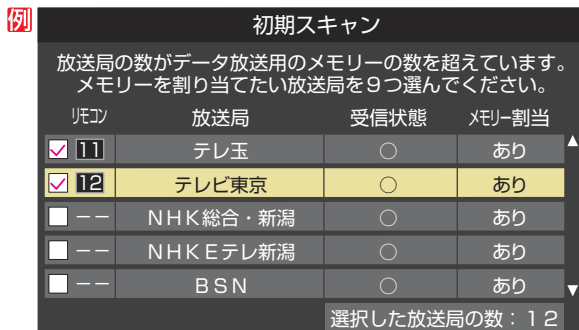 例
初期スキャン
放送局の数がデータ放送用のメモリーの数を超えています。
メモリーを割り当てたい放送局を９つ選んでください。
リモコン 放送局 受信状態 メモリー割当
11 テレ玉 ○ あり
12 テレビ東京 ○ あり
−− ＮＨＫ総合・新潟 ○ あり
−− ＮＨＫＥテレ新潟 ○ あり
−− ＢＳＮ ○ あり
選択した放送局の数：１２